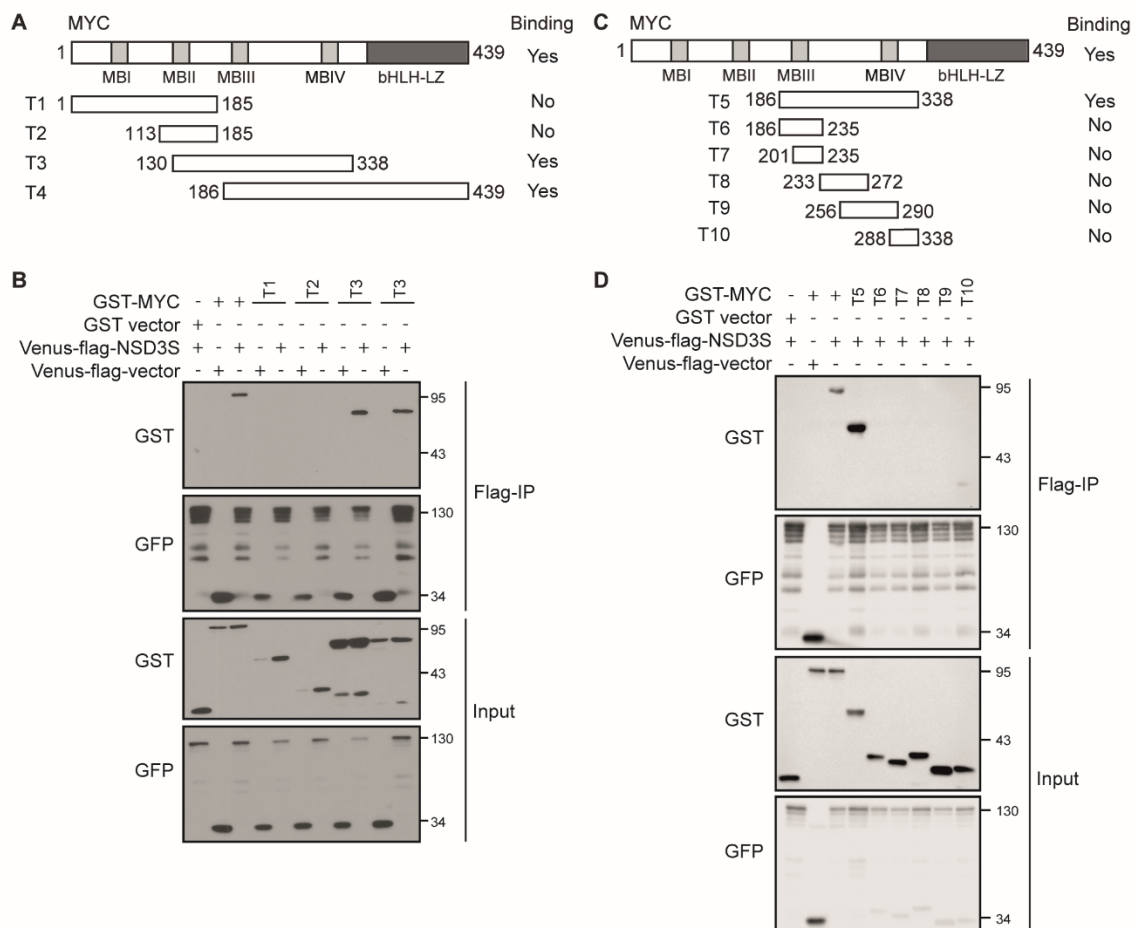 A
MYC
Binding
1
439
Yes
MBI MBII MBIII MBIV bHLH-LZ
T1 1 185 No
T2 113 185 No
T3 130 338 Yes
T4 186 439 Yes
B
GST-MYC - + + T1 T2 T3 T3
GST vector + - - - - - - - - - -
Venus-flag-NSD3S + - + - + - + - + - +
Venus-flag-vector - + - + - + - + - + -
GST
95
43
GFP
130
34
Flag-IP
GST
95
43
GFP
130
34
Input
C
MYC
Binding
1
439
Yes
MBI MBII MBIII MBIV bHLH-LZ
T5 186 338 Yes
T6 186 235 No
T7 201 235 No
T8 233 272 No
T9 256 290 No
T10 288 338 No
D
GST-MYC - + + T5 T6 T7 T8 T9 T10
GST vector + - - - - - - - -
Venus-flag-NSD3S + - + + + + + + +
Venus-flag-vector - + - - - - - - -
GST
95
43
GFP
130
34
Flag-IP
GST
95
43
GFP
130
34
Input